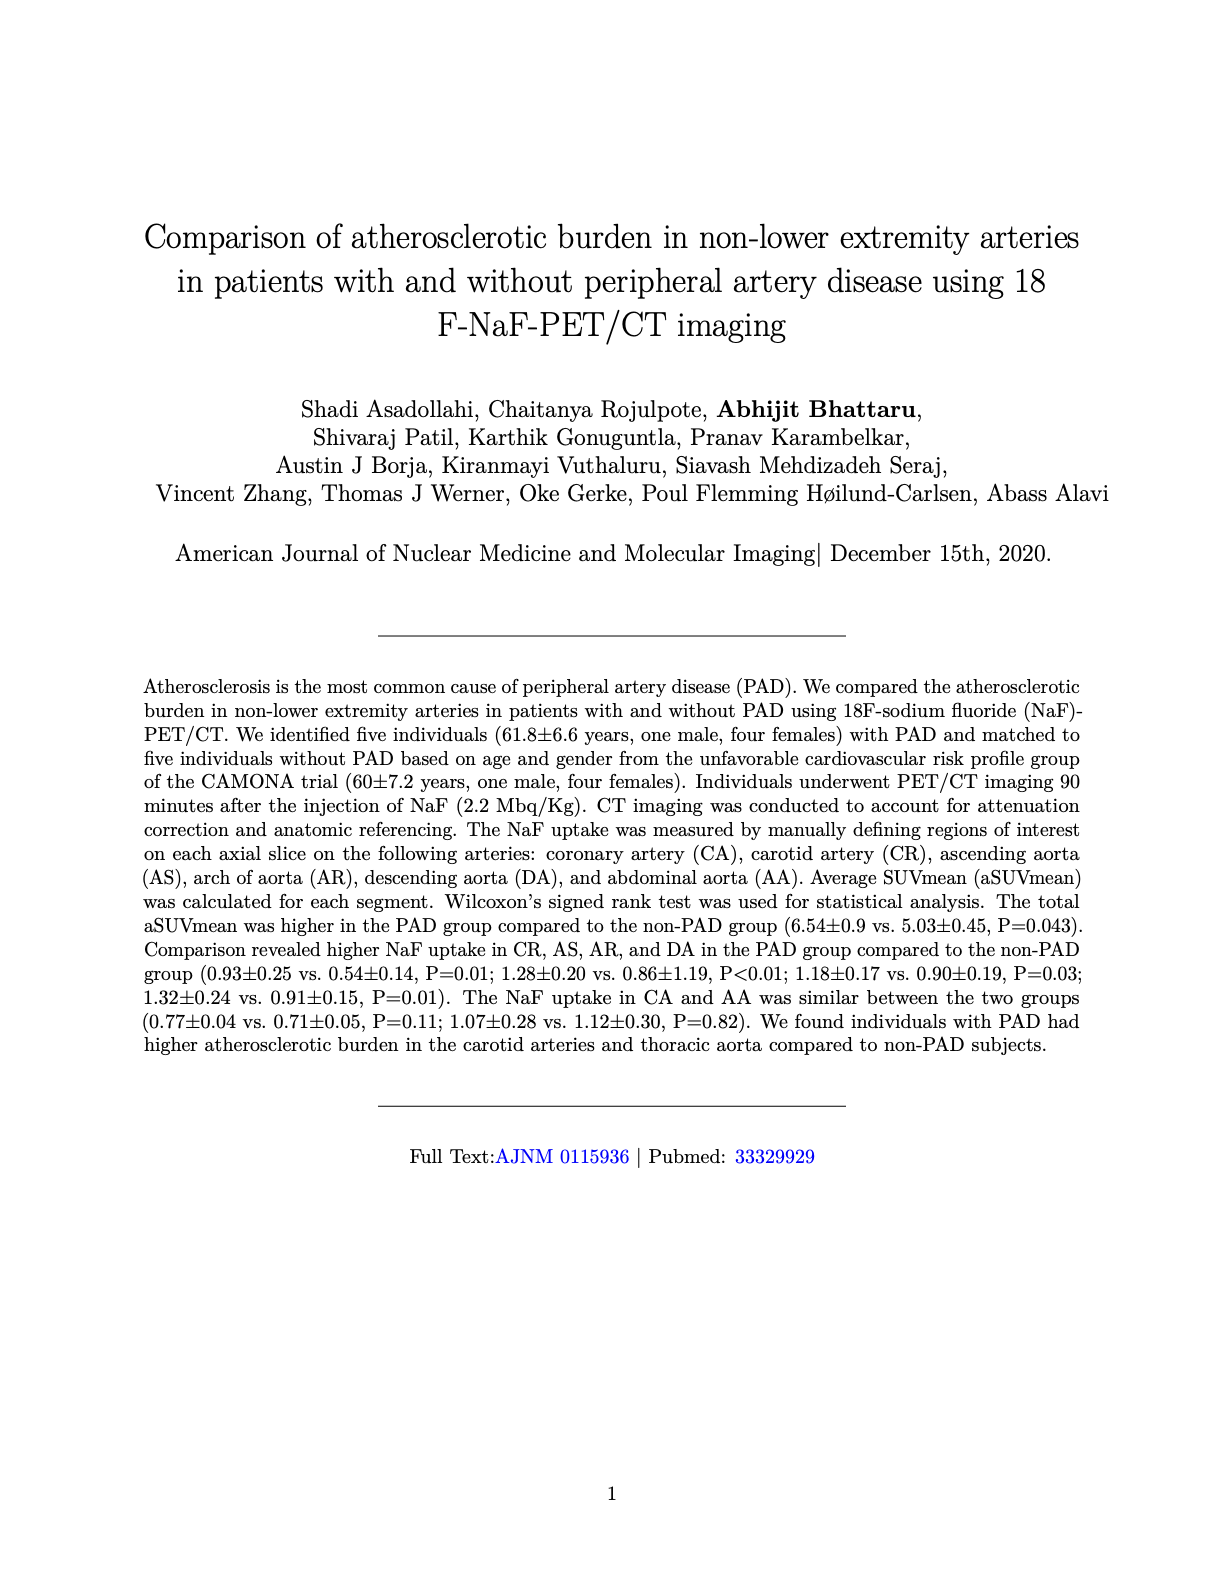 Comparison of atherosclerotic burden in non-lower extremity arteries
in patients with and without peripheral artery disease using 18
F-NaF-PET/CT imaging
Shadi Asadollahi, Chaitanya Rojulpote, Abhijit Bhattaru,
Shivaraj Patil, Karthik Gonuguntla, Pranav Karambelkar,
Austin J Borja, Kiranmayi Vuthaluru, Siavash Mehdizadeh Seraj,
Vincent Zhang, Thomas J Werner, Oke Gerke, Poul Flemming Høilund-Carlsen, Abass Alavi
American Journal of Nuclear Medicine and Molecular Imaging| December 15th, 2020.
Atherosclerosis is the most common cause of peripheral artery disease (PAD). We compared the atherosclerotic
burden in non-lower extremity arteries in patients with and without PAD using 18F-sodium fluoride (NaF)-
PET/CT. We identified five individuals (61.8±6.6 years, one male, four females) with PAD and matched to
five individuals without PAD based on age and gender from the unfavorable cardiovascular risk profile group
of the CAMONA trial (60±7.2 years, one male, four females). Individuals underwent PET/CT imaging 90
minutes after the injection of NaF (2.2 Mbq/Kg). CT imaging was conducted to account for attenuation
correction and anatomic referencing. The NaF uptake was measured by manually defining regions of interest
on each axial slice on the following arteries: coronary artery (CA), carotid artery (CR), ascending aorta
(AS), arch of aorta (AR), descending aorta (DA), and abdominal aorta (AA). Average SUVmean (aSUVmean)
was calculated for each segment. Wilcoxon's signed rank test was used for statistical analysis. The total
aSUVmean was higher in the PAD group compared to the non-PAD group (6.54±0.9 vs. 5.03±0.45, P=0.043).
Comparison revealed higher NaF uptake in CR, AS, AR, and DA in the PAD group compared to the non-PAD
group (0.93±0.25 vs. 0.54±0.14, P=0.01; 1.28±0.20 vs. 0.86±1.19, P<0.01; 1.18±0.17 vs. 0.90±0.19, P=0.03;
1.32±0.24 vs. 0.91±0.15, P=0.01). The NaF uptake in CA and AA was similar between the two groups
(0.77±0.04 vs. 0.71±0.05, P=0.11; 1.07±0.28 vs. 1.12±0.30, P=0.82). We found individuals with PAD had
higher atherosclerotic burden in the carotid arteries and thoracic aorta compared to non-PAD subjects.
Full Text:AJNM 0115936 | Pubmed: 33329929
1